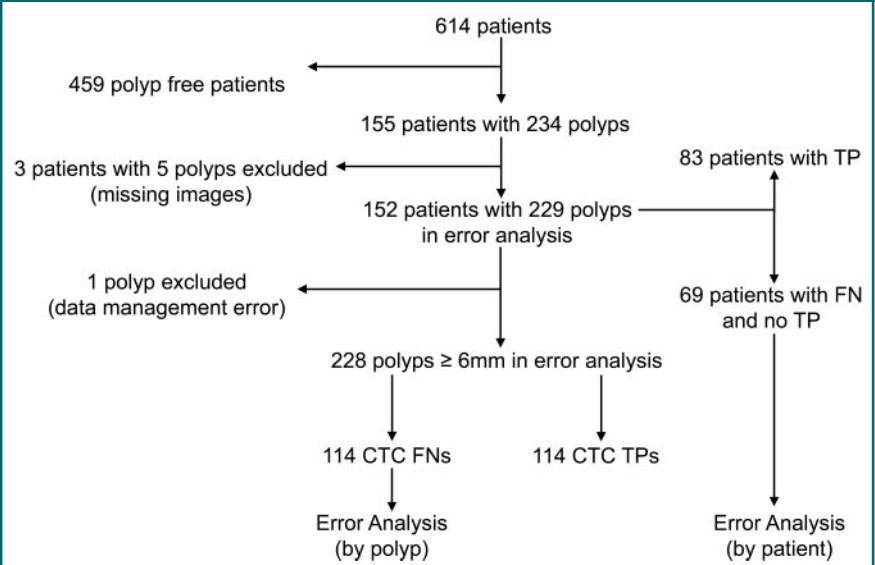 614 patients
459 polyp free patients
155 patients with 234 polyps
3 patients with 5 polyps excluded
(missing images)
83 patients with TP
152 patients with 229 polyps
in error analysis
1 polyp excluded
(data management error)
69 patients with FN
and no TP
228 polyps ≥ 6mm in error analysis
114 CTC FNs
114 CTC TPs
Error Analysis
(by polyp)
Error Analysis
(by patient)